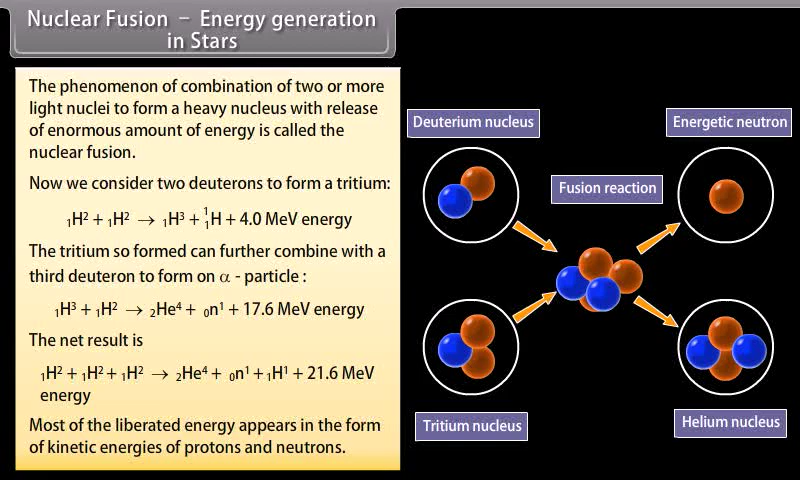 Nuclear Fusion – Energy generation
in Stars
The phenomenon of combination of two or more
light nuclei to form a heavy nucleus with release
of enormous amount of energy is called the
nuclear fusion.
Now we consider two deuterons to form a tritium:
₁H² + ₁H² → ₁H³ + ¹₁H + 4.0 MeV energy
The tritium so formed can further combine with a
third deuteron to form on α - particle :
₁H³ + ₁H² → ₂He⁴ + ₀n¹ + 17.6 MeV energy
The net result is
₁H² + ₁H² + ₁H² → ₂He⁴ + ₀n¹ + ₁H¹ + 21.6 MeV
energy
Most of the liberated energy appears in the form
of kinetic energies of protons and neutrons.
Deuterium nucleus
Energetic neutron
Fusion reaction
Tritium nucleus
Helium nucleus